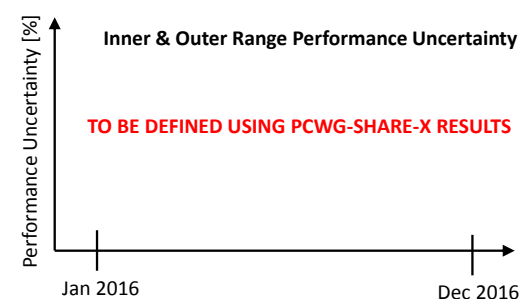 Performance Uncertainty [%]
Inner & Outer Range Performance Uncertainty
TO BE DEFINED USING PCWG-SHARE-X RESULTS
Jan 2016
Dec 2016